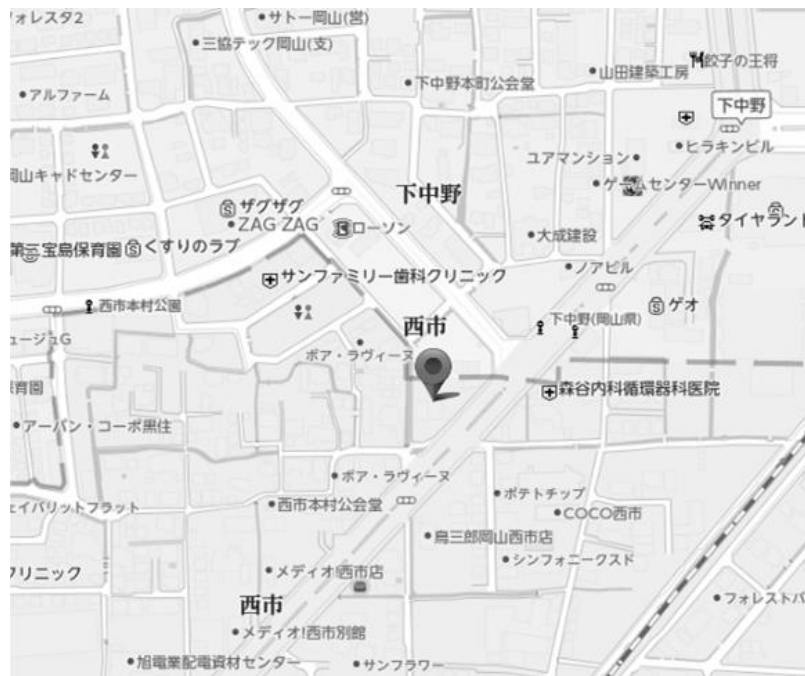 フォレスタ2
サトー岡山(営)
三協テック岡山(支)
餃子の王将
山田建築工房
下中野本町公会堂
アルファーム
下中野
ヒラキンビル
ユアマンション
岡山キャドセンター
下中野
ゲームセンターWinner
ザグザグ
ZAG ZAG
ローソン
タイヤランド
大成建設
第二宝島保育園
くすりのラブ
ノアビル
サンファミリー歯科クリニック
西市本村公園
ゲオ
下中野(岡山県)
西市
ュージュG
ボア・ラヴィーヌ
保育園
森谷内科循環器科医院
アーバン・コーポ黒住
ボア・ラヴィーヌ
ポテトチップ
西市本村公会堂
ェイバリットフラット
COCO西市
鳥三郎岡山西市店
シンフォニークスド
クリニック
メディオ!西市店
西市
フォレストパ
メディオ!西市別館
旭電業配電資材センター
サンフラワー